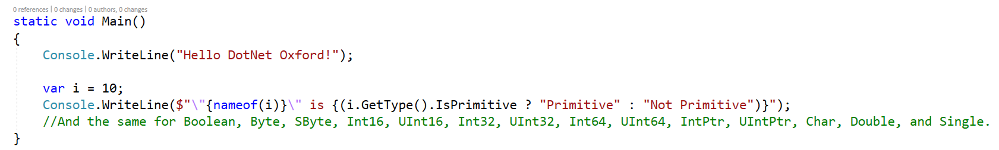 0 references | 0 changes | 0 authors, 0 changes
static void Main()
{
    Console.WriteLine("Hello DotNet Oxford!");

    var i = 10;
    Console.WriteLine($"\"{nameof(i)}\" is {(i.GetType().IsPrimitive ? "Primitive" : "Not Primitive")}");
    //And the same for Boolean, Byte, SByte, Int16, UInt16, Int32, UInt32, Int64, UInt64, IntPtr, UIntPtr, Char, Double, and Single.
}